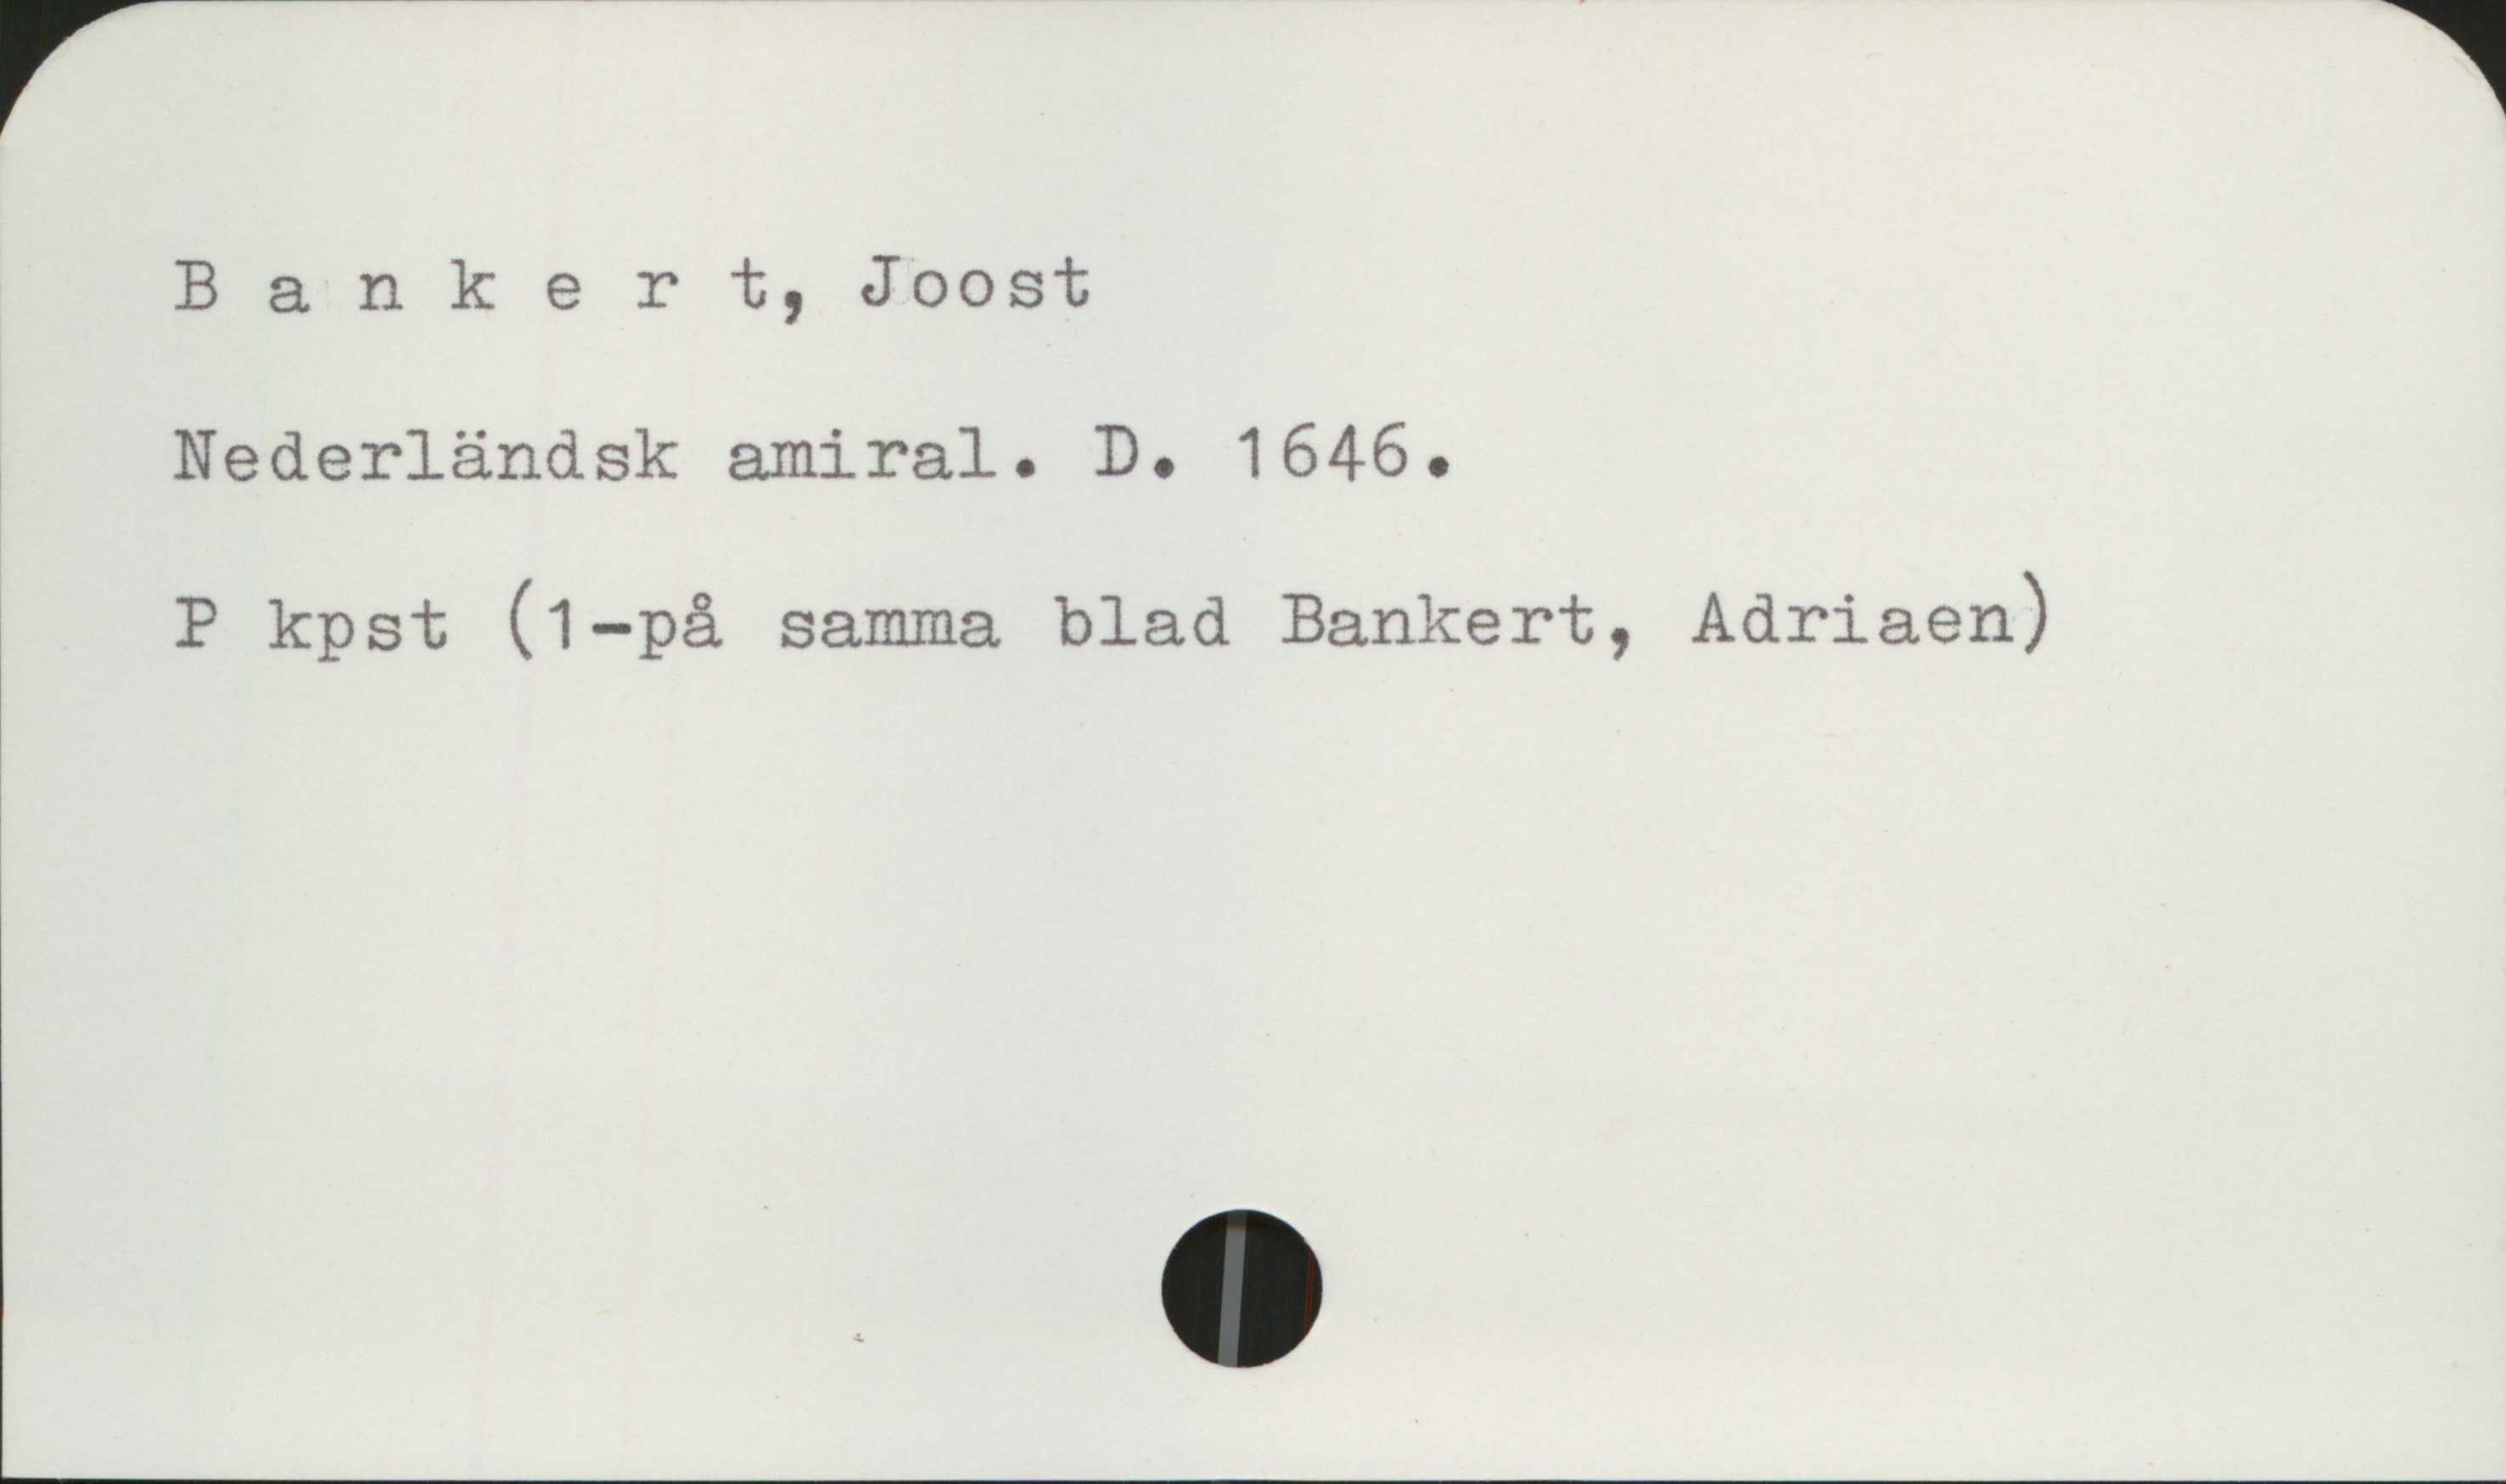 B a n k e r t, Joost
Nederländsk amiral. D. 1646.
P kpst (1-på samma blad Bankert, Adriaen)